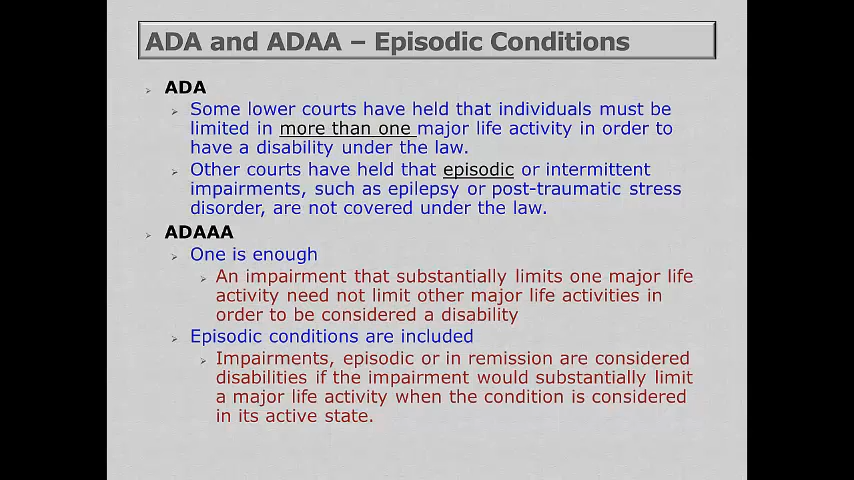 ADA and ADAA – Episodic Conditions
ADA
Some lower courts have held that individuals must be
limited in more than one major life activity in order to
have a disability under the law.
Other courts have held that episodic or intermittent
impairments, such as epilepsy or post-traumatic stress
disorder, are not covered under the law.
ADAAA
One is enough
An impairment that substantially limits one major life
activity need not limit other major life activities in
order to be considered a disability
Episodic conditions are included
Impairments, episodic or in remission are considered
disabilities if the impairment would substantially limit
a major life activity when the condition is considered
in its active state.